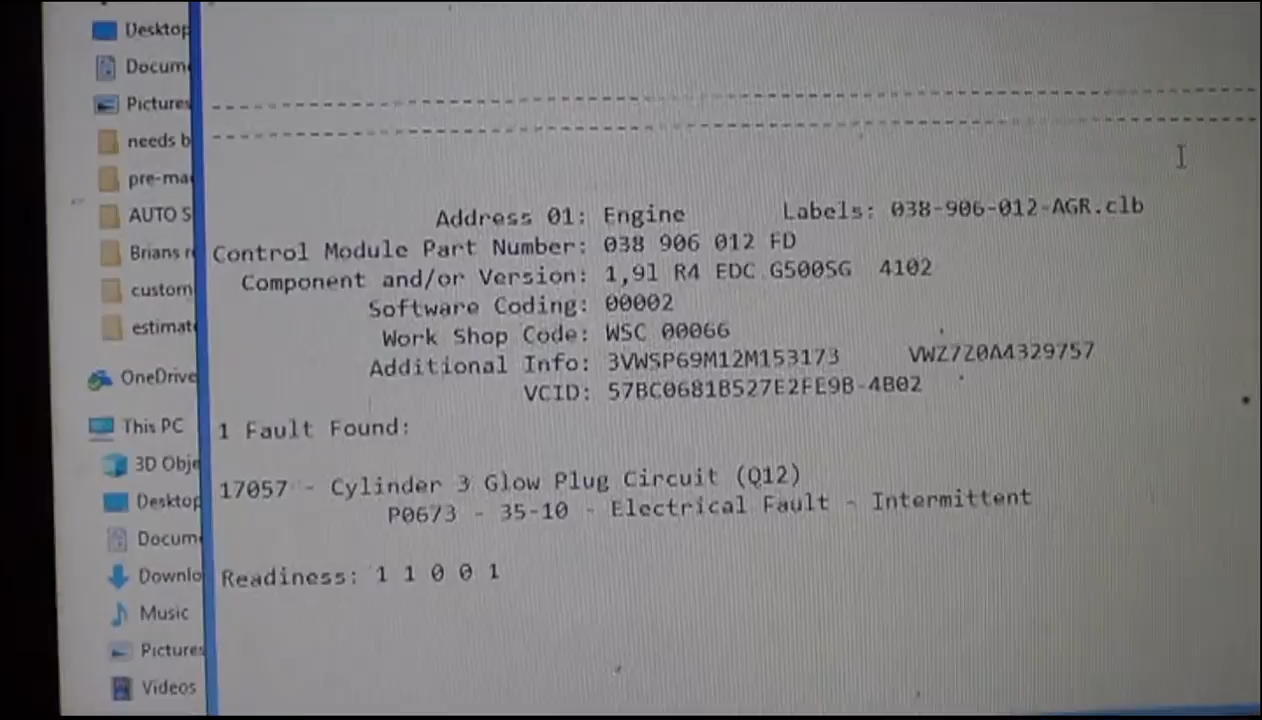 Desktop
Docum
Pictures
needs b
pre-ma
AUTO S
Brians r
custom
estimat
OneDrive
This PC
3D Obje
Desktop
Docum
Downlo
Music
Pictures
Videos
--------------------------------------------------------------------------------
--------------------------------------------------------------------------------
Address 01: Engine Labels: 038-906-012-AGR.clb
Control Module Part Number: 038 906 012 FD
Component and/or Version: 1,9l R4 EDC G500SG 4102
Software Coding: 00002
Work Shop Code: WSC 00066
Additional Info: 3VWSP69M12M153173 VWZ7Z0A4329757
VCID: 57BC0681B527E2FE9B-4B02
1 Fault Found:
17057 - Cylinder 3 Glow Plug Circuit (Q12)
P0673 - 35-10 - Electrical Fault - Intermittent
Readiness: 1 1 0 0 1